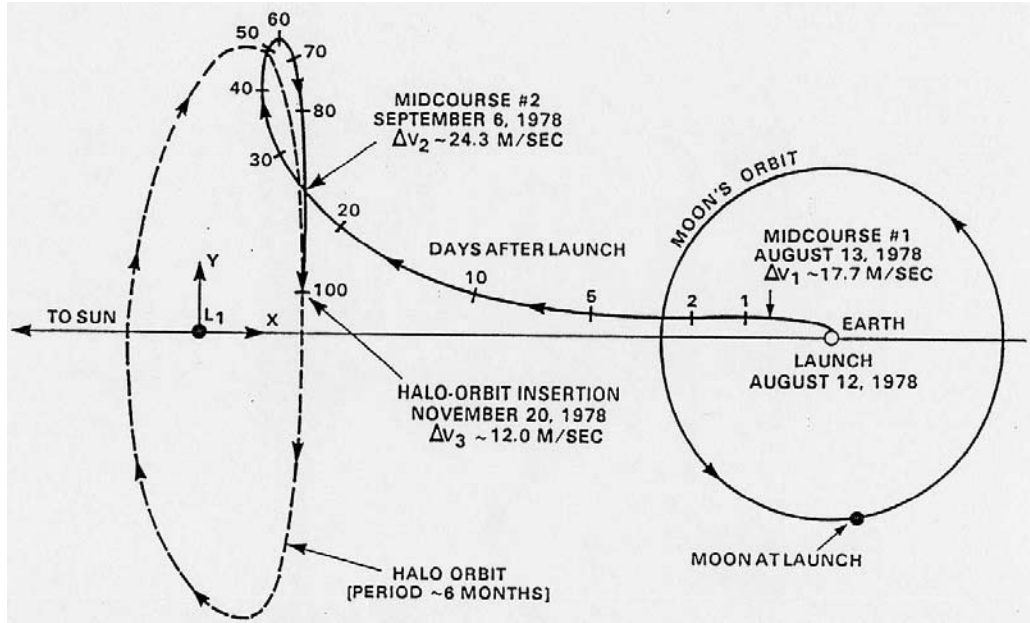 60
50
70
40
80
MIDCOURSE #2
SEPTEMBER 6, 1978
ΔV₂ ~24.3 M/SEC
30
20
MOON'S ORBIT
DAYS AFTER LAUNCH
MIDCOURSE #1
AUGUST 13, 1978
ΔV₁ ~17.7 M/SEC
10
5
2
1
100
Y
L₁
X
TO SUN
EARTH
LAUNCH
AUGUST 12, 1978
HALO-ORBIT INSERTION
NOVEMBER 20, 1978
ΔV₃ ~12.0 M/SEC
MOON AT LAUNCH
HALO ORBIT
[PERIOD ~6 MONTHS]